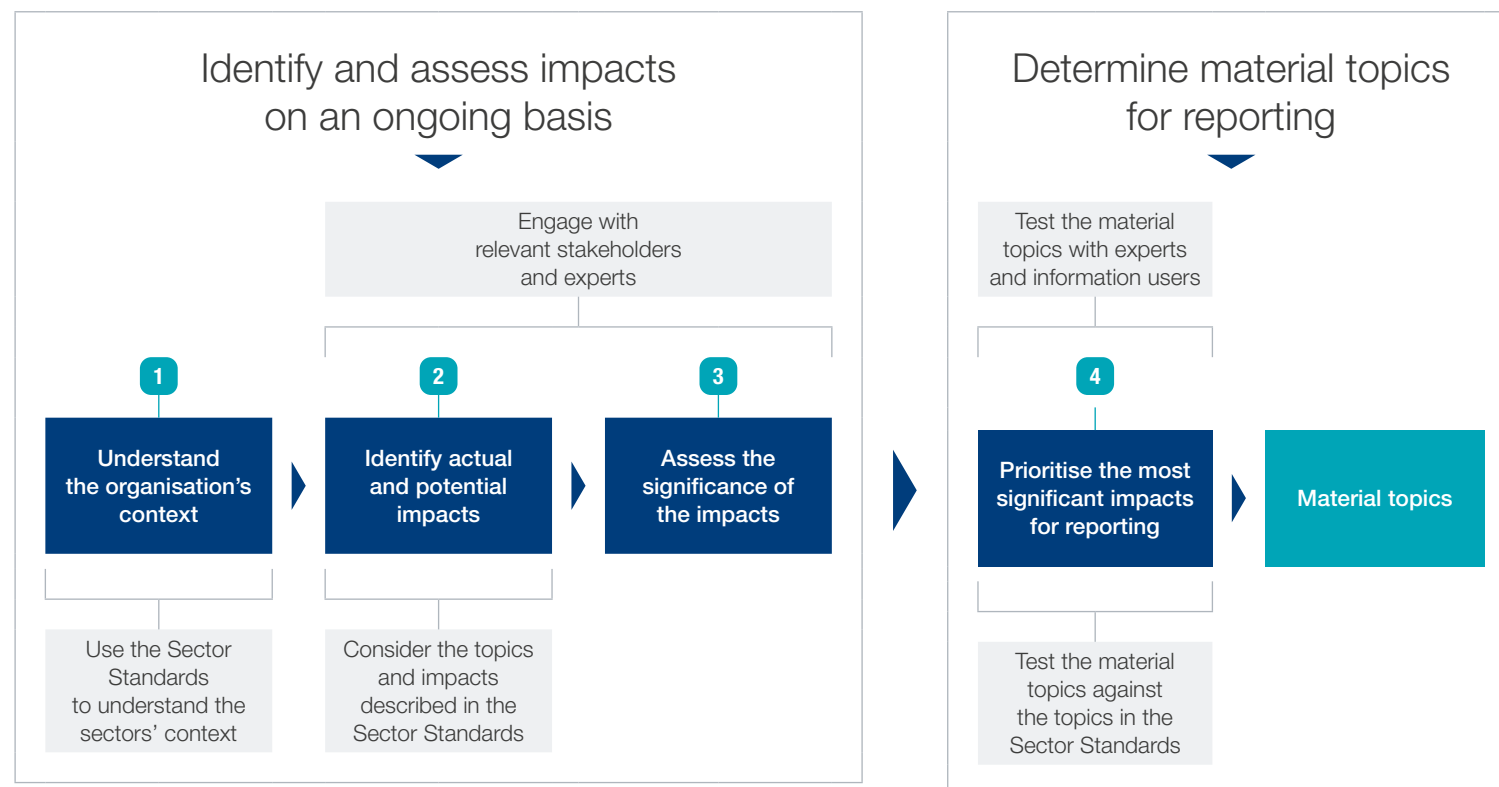 Identify and assess impacts
on an ongoing basis
Engage with
relevant stakeholders
and experts
1
2
3
Understand
the organisation’s
context
Identify actual
and potential
impacts
Assess the
significance of
the impacts
Use the Sector
Standards
to understand the
sectors’ context
Consider the topics
and impacts
described in the
Sector Standards
Determine material topics
for reporting
Test the material
topics with experts
and information users
4
Prioritise the most
significant impacts
for reporting
Material topics
Test the material
topics against
the topics in the
Sector Standards